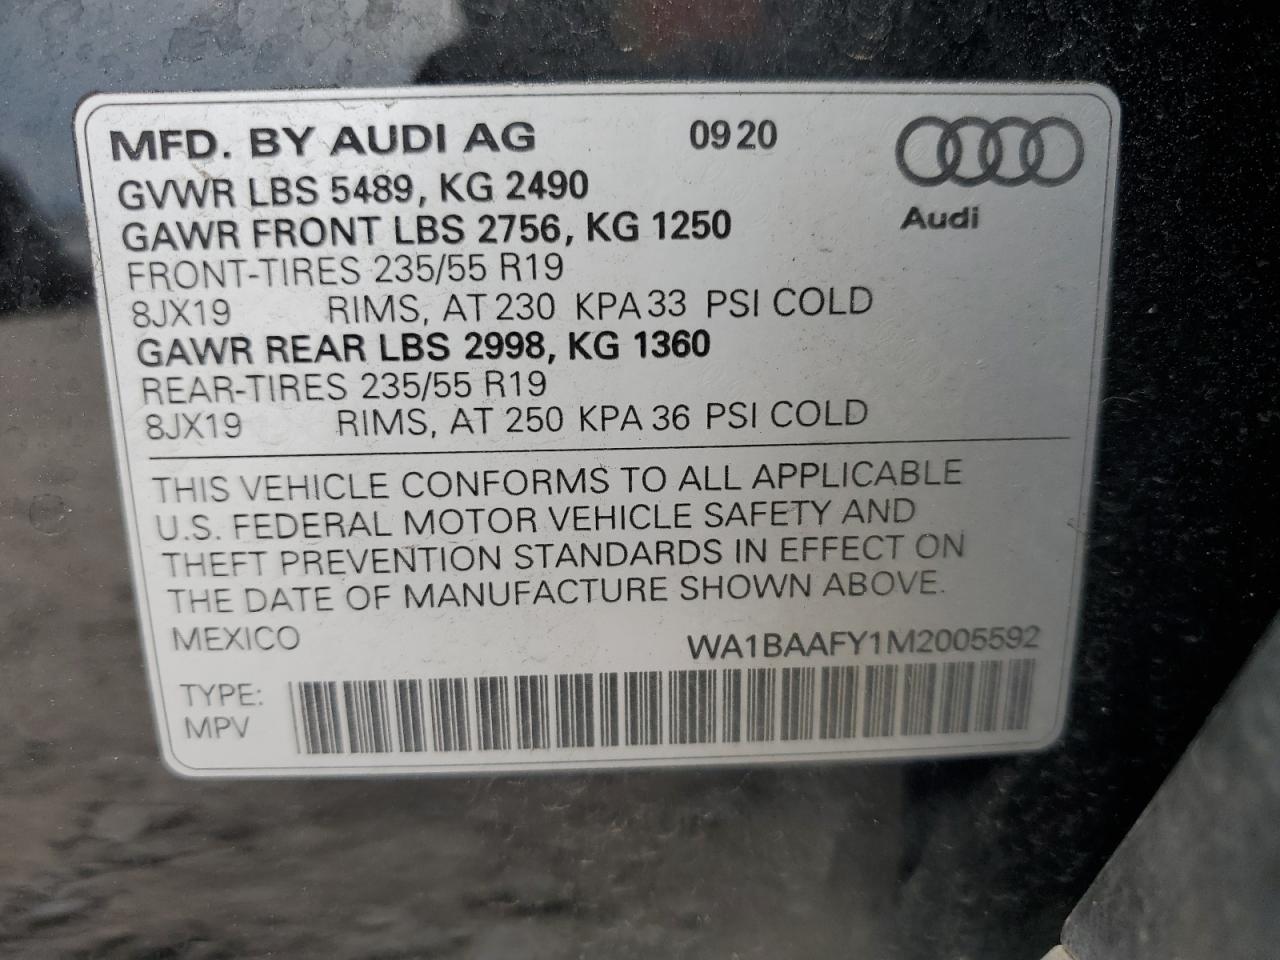 MFD. BY AUDI AG 09 20
GVWR LBS 5489, KG 2490
GAWR FRONT LBS 2756, KG 1250
Audi
FRONT-TIRES 235/55 R19
8JX19 RIMS, AT 230 KPA 33 PSI COLD
GAWR REAR LBS 2998, KG 1360
REAR-TIRES 235/55 R19
8JX19 RIMS, AT 250 KPA 36 PSI COLD
THIS VEHICLE CONFORMS TO ALL APPLICABLE
U.S. FEDERAL MOTOR VEHICLE SAFETY AND
THEFT PREVENTION STANDARDS IN EFFECT ON
THE DATE OF MANUFACTURE SHOWN ABOVE.
MEXICO WA1BAAFY1M2005592
TYPE:
MPV